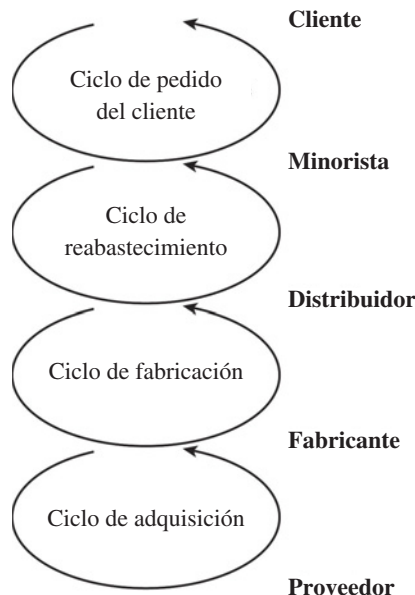 Cliente
Ciclo de pedido
del cliente
Minorista
Ciclo de
reabastecimiento
Distribuidor
Ciclo de fabricación
Fabricante
Ciclo de adquisición
Proveedor